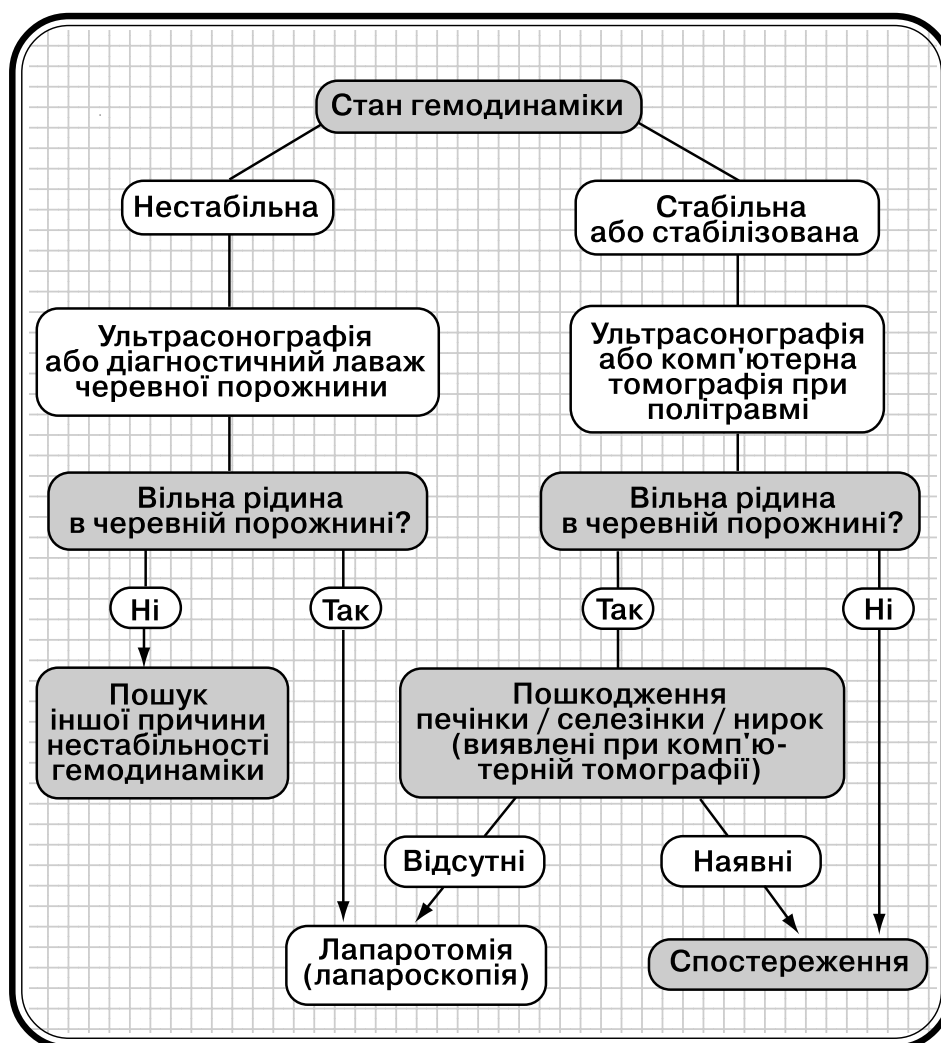 Стан гемодинаміки
Нестабільна
Стабільна
або стабілізована
Ультрасонографія
або діагностичний лаваж
черевної порожнини
Ультрасонографія
або комп'ютерна
томографія при
політравмі
Вільна рідина
в черевній порожнині?
Вільна рідина
в черевній порожнині?
Ні
Так
Так
Ні
Пошук
іншої причини
нестабільності
гемодинаміки
Пошкодження
печінки / селезінки / нирок
(виявлені при комп'ю-
терній томографії)
Відсутні
Наявні
Лапаротомія
(лапароскопія)
Спостереження